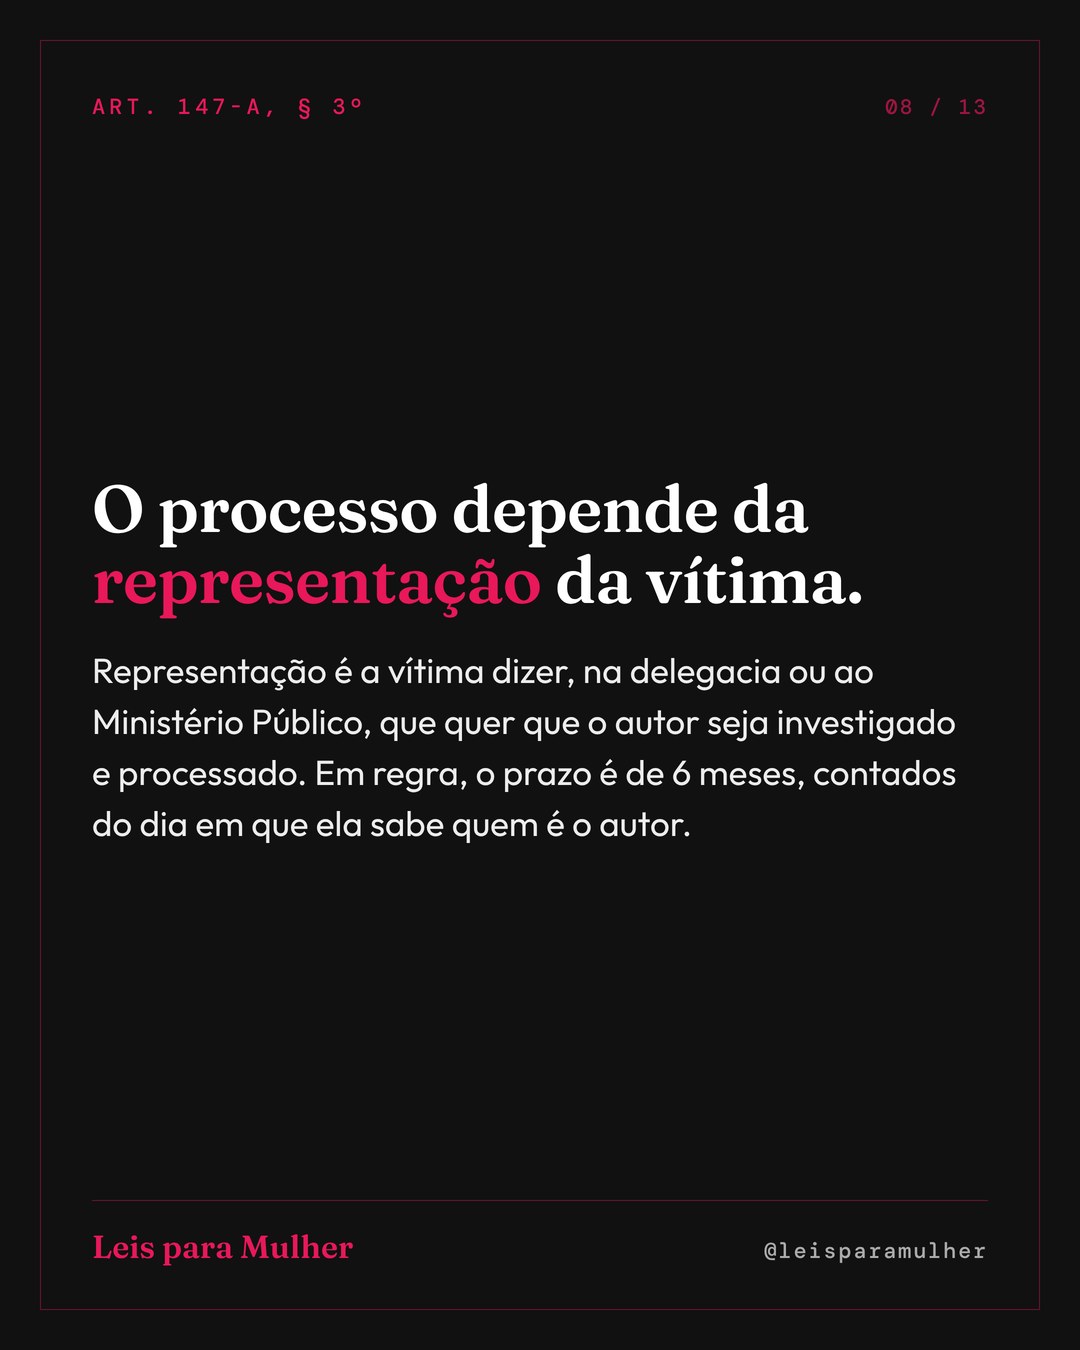 ART. 147-A, § 3º
08 / 13
O processo depende da
representação da vítima.
Representação é a vítima dizer, na delegacia ou ao
Ministério Público, que quer que o autor seja investigado
e processado. Em regra, o prazo é de 6 meses, contados
do dia em que ela sabe quem é o autor.
Leis para Mulher
@leisparamulher